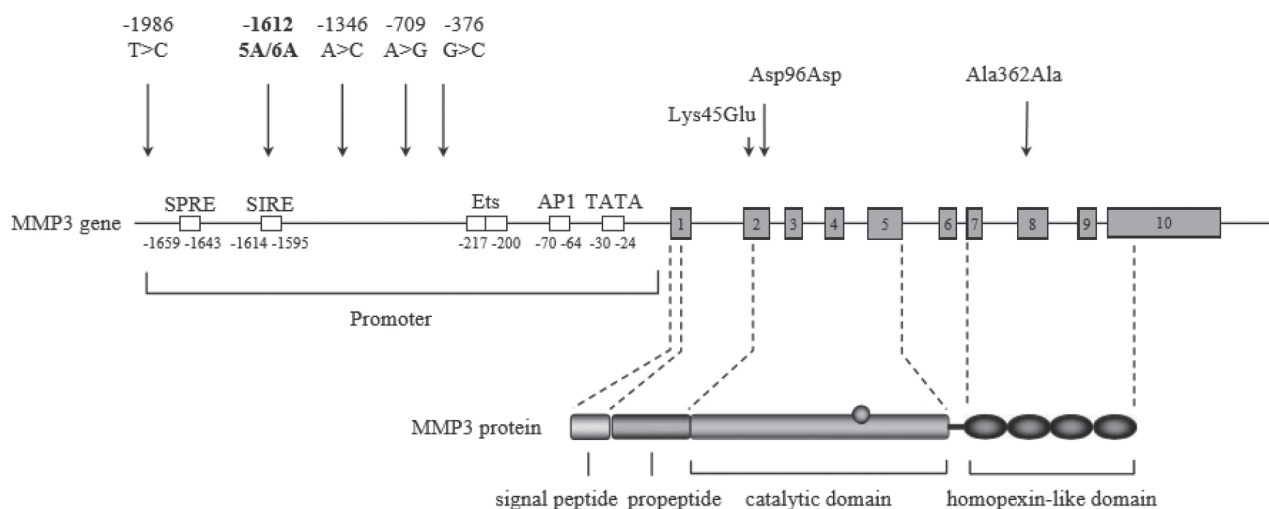 -1986 -1612 -1346 -709 -376
T>C 5A/6A A>C A>G G>C
Asp96Asp Ala362Ala
Lys45Glu
SPRE SIRE Ets AP1 TATA
MMP3 gene 1 2 3 4 5 6 7 8 9 10
-1659 -1643 -1614 -1595 -217 -200 -70 -64 -30 -24
Promoter
MMP3 protein
signal peptide propeptide catalytic domain homopexin-like domain